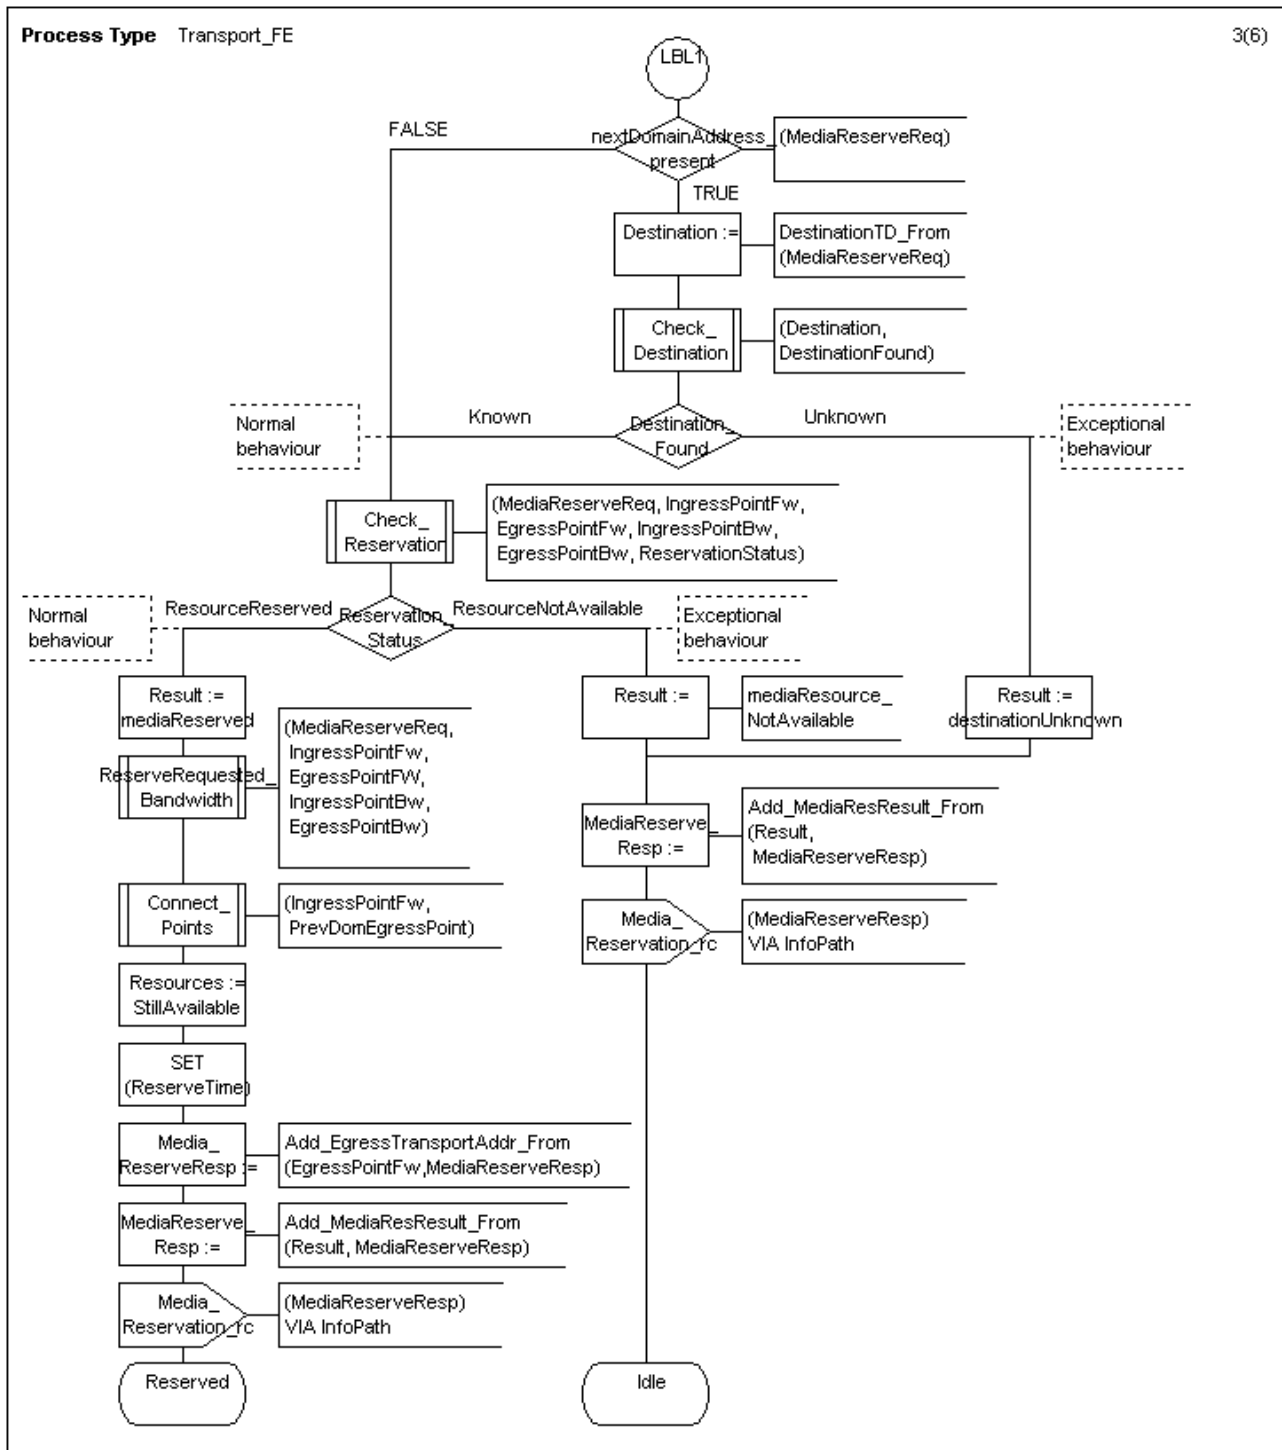 Process Type Transport_FE
3(6)
LBL1
FALSE
nextDomainAddress_
present
(MediaReserveReq)
TRUE
Destination :=
DestinationTD_From
(MediaReserveReq)
Check_
Destination
(Destination,
DestinationFound)
Normal
behaviour
Known
Destination_
Found
Unknown
Exceptional
behaviour
Check_
Reservation
(MediaReserveReq, IngressPointFw,
EgressPointFw, IngressPointBw,
EgressPointBw, ReservationStatus)
Normal
behaviour
ResourceReserved
Reservation_
Status
ResourceNotAvailable
Exceptional
behaviour
Result :=
mediaReserved
Result :=
mediaResource_
NotAvailable
Result :=
destinationUnknown
ReserveRequested_
Bandwidth
(MediaReserveReq,
IngressPointFw,
EgressPointFW,
IngressPointBw,
EgressPointBw)
MediaReserve_
Resp :=
Add_MediaResResult_From
(Result,
MediaReserveResp)
Connect_
Points
(IngressPointFw,
PrevDomEgressPoint)
Media_
Reservation_rc
(MediaReserveResp)
VIA InfoPath
Resources :=
StillAvailable
SET
(ReserveTime)
Media_
ReserveResp :=
Add_EgressTransportAddr_From
(EgressPointFw,MediaReserveResp)
MediaReserve_
Resp :=
Add_MediaResResult_From
(Result, MediaReserveResp)
Media_
Reservation_rc
(MediaReserveResp)
VIA InfoPath
Reserved
Idle